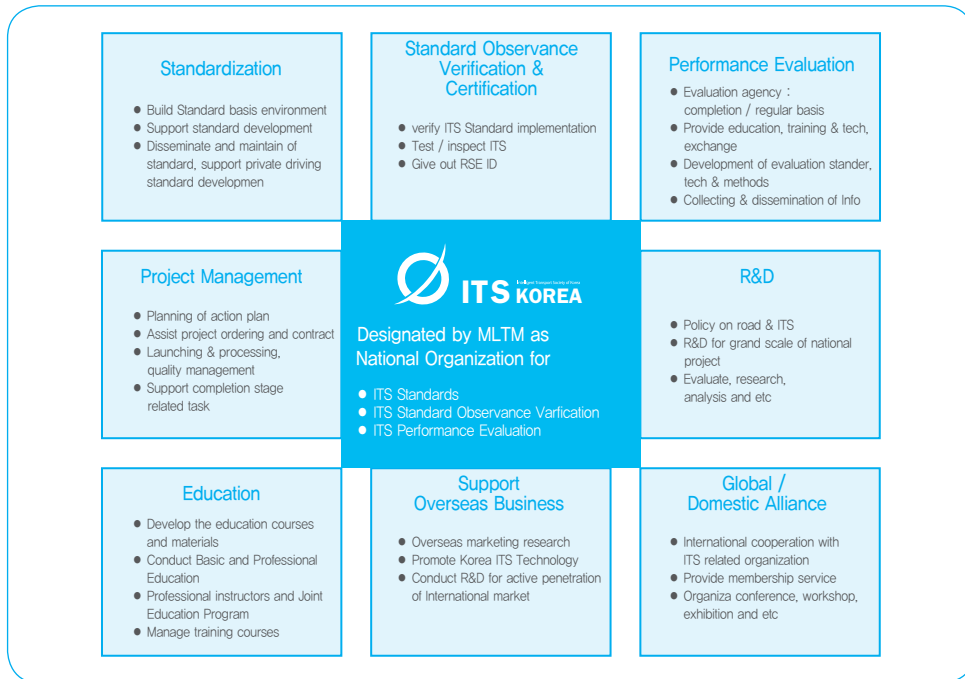 Standardization
● Build Standard basis environment
● Support standard development
● Disseminate and maintain of
standard, support private driving
standard developmen
Standard Observance
Verification &
Certification
● verify ITS Standard implementation
● Test / inspect ITS
● Give out RSE ID
Performance Evaluation
● Evaluation agency :
completion / regular basis
● Provide education, training & tech,
exchange
● Development of evaluation stander,
tech & methods
● Collecting & dissemination of Info
Project Management
● Planning of action plan
● Assist project ordering and contract
● Launching & processing,
quality management
● Support completion stage
related task
Intelligent Transport Society of Korea
ITS KOREA
Designated by MLTM as
National Organization for
● ITS Standards
● ITS Standard Observance Varfication
● ITS Performance Evaluation
R&D
● Policy on road & ITS
● R&D for grand scale of national
project
● Evaluate, research,
analysis and etc
Education
● Develop the education courses
and materials
● Conduct Basic and Professional
Education
● Professional instructors and Joint
Education Program
● Manage training courses
Support
Overseas Business
● Overseas marketing research
● Promote Korea ITS Technology
● Conduct R&D for active penetration
of International market
Global /
Domestic Alliance
● International cooperation with
ITS related organization
● Provide membership service
● Organiza conference, workshop,
exhibition and etc